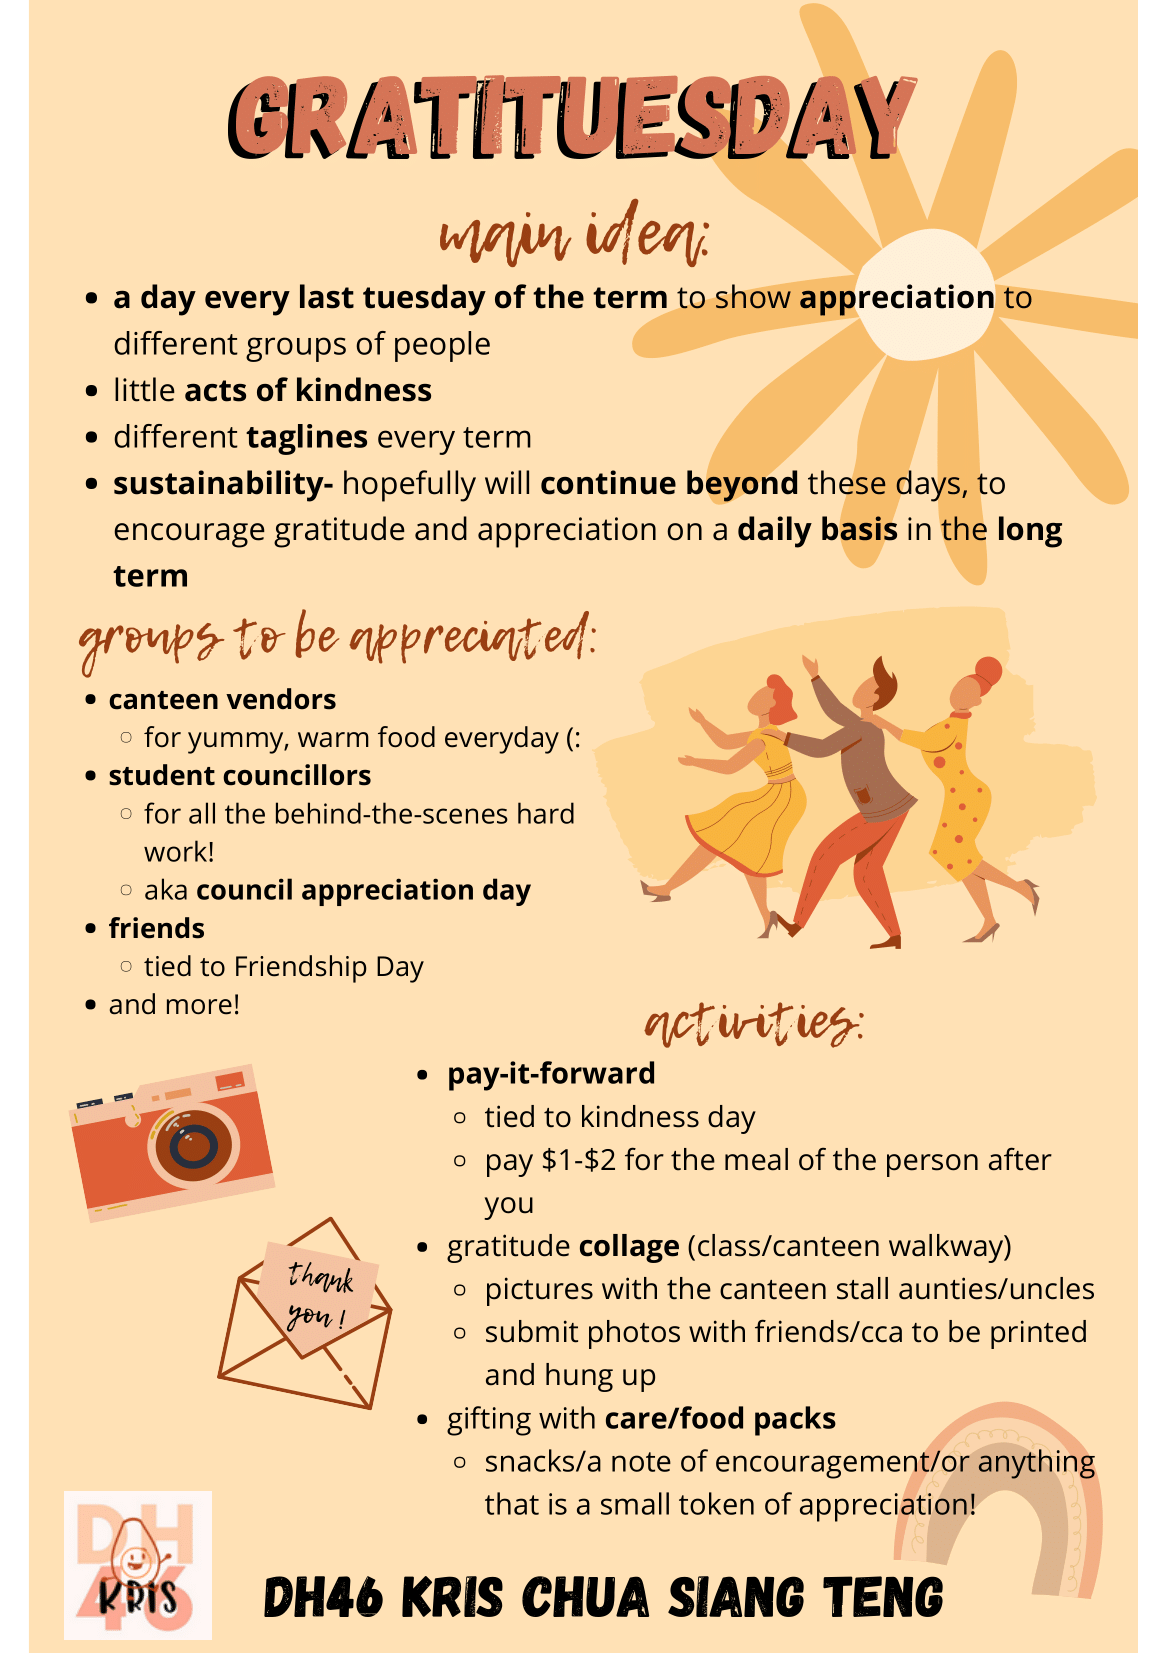 GRATITUESDAY
main idea:
• a day every last tuesday of the term to show appreciation to
different groups of people
• little acts of kindness
• different taglines every term
• sustainability- hopefully will continue beyond these days, to
encourage gratitude and appreciation on a daily basis in the long
term
groups to be appreciated:
• canteen vendors
○ for yummy, warm food everyday (:
• student councillors
○ for all the behind-the-scenes hard
work!
○ aka council appreciation day
• friends
○ tied to Friendship Day
• and more!
activities:
• pay-it-forward
○ tied to kindness day
○ pay $1-$2 for the meal of the person after
you
• gratitude collage (class/canteen walkway)
○ pictures with the canteen stall aunties/uncles
○ submit photos with friends/cca to be printed
and hung up
• gifting with care/food packs
○ snacks/a note of encouragement/or anything
that is a small token of appreciation!
thank
you!
DH
46
KRIS
DH46 KRIS CHUA SIANG TENG